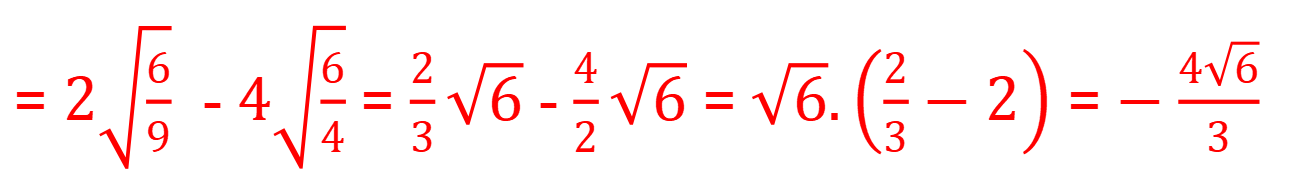 = 2√(6/9) - 4√(6/4) = 2/3 √6 - 4/2 √6 = √6. (2/3 − 2) = − 4√6/3